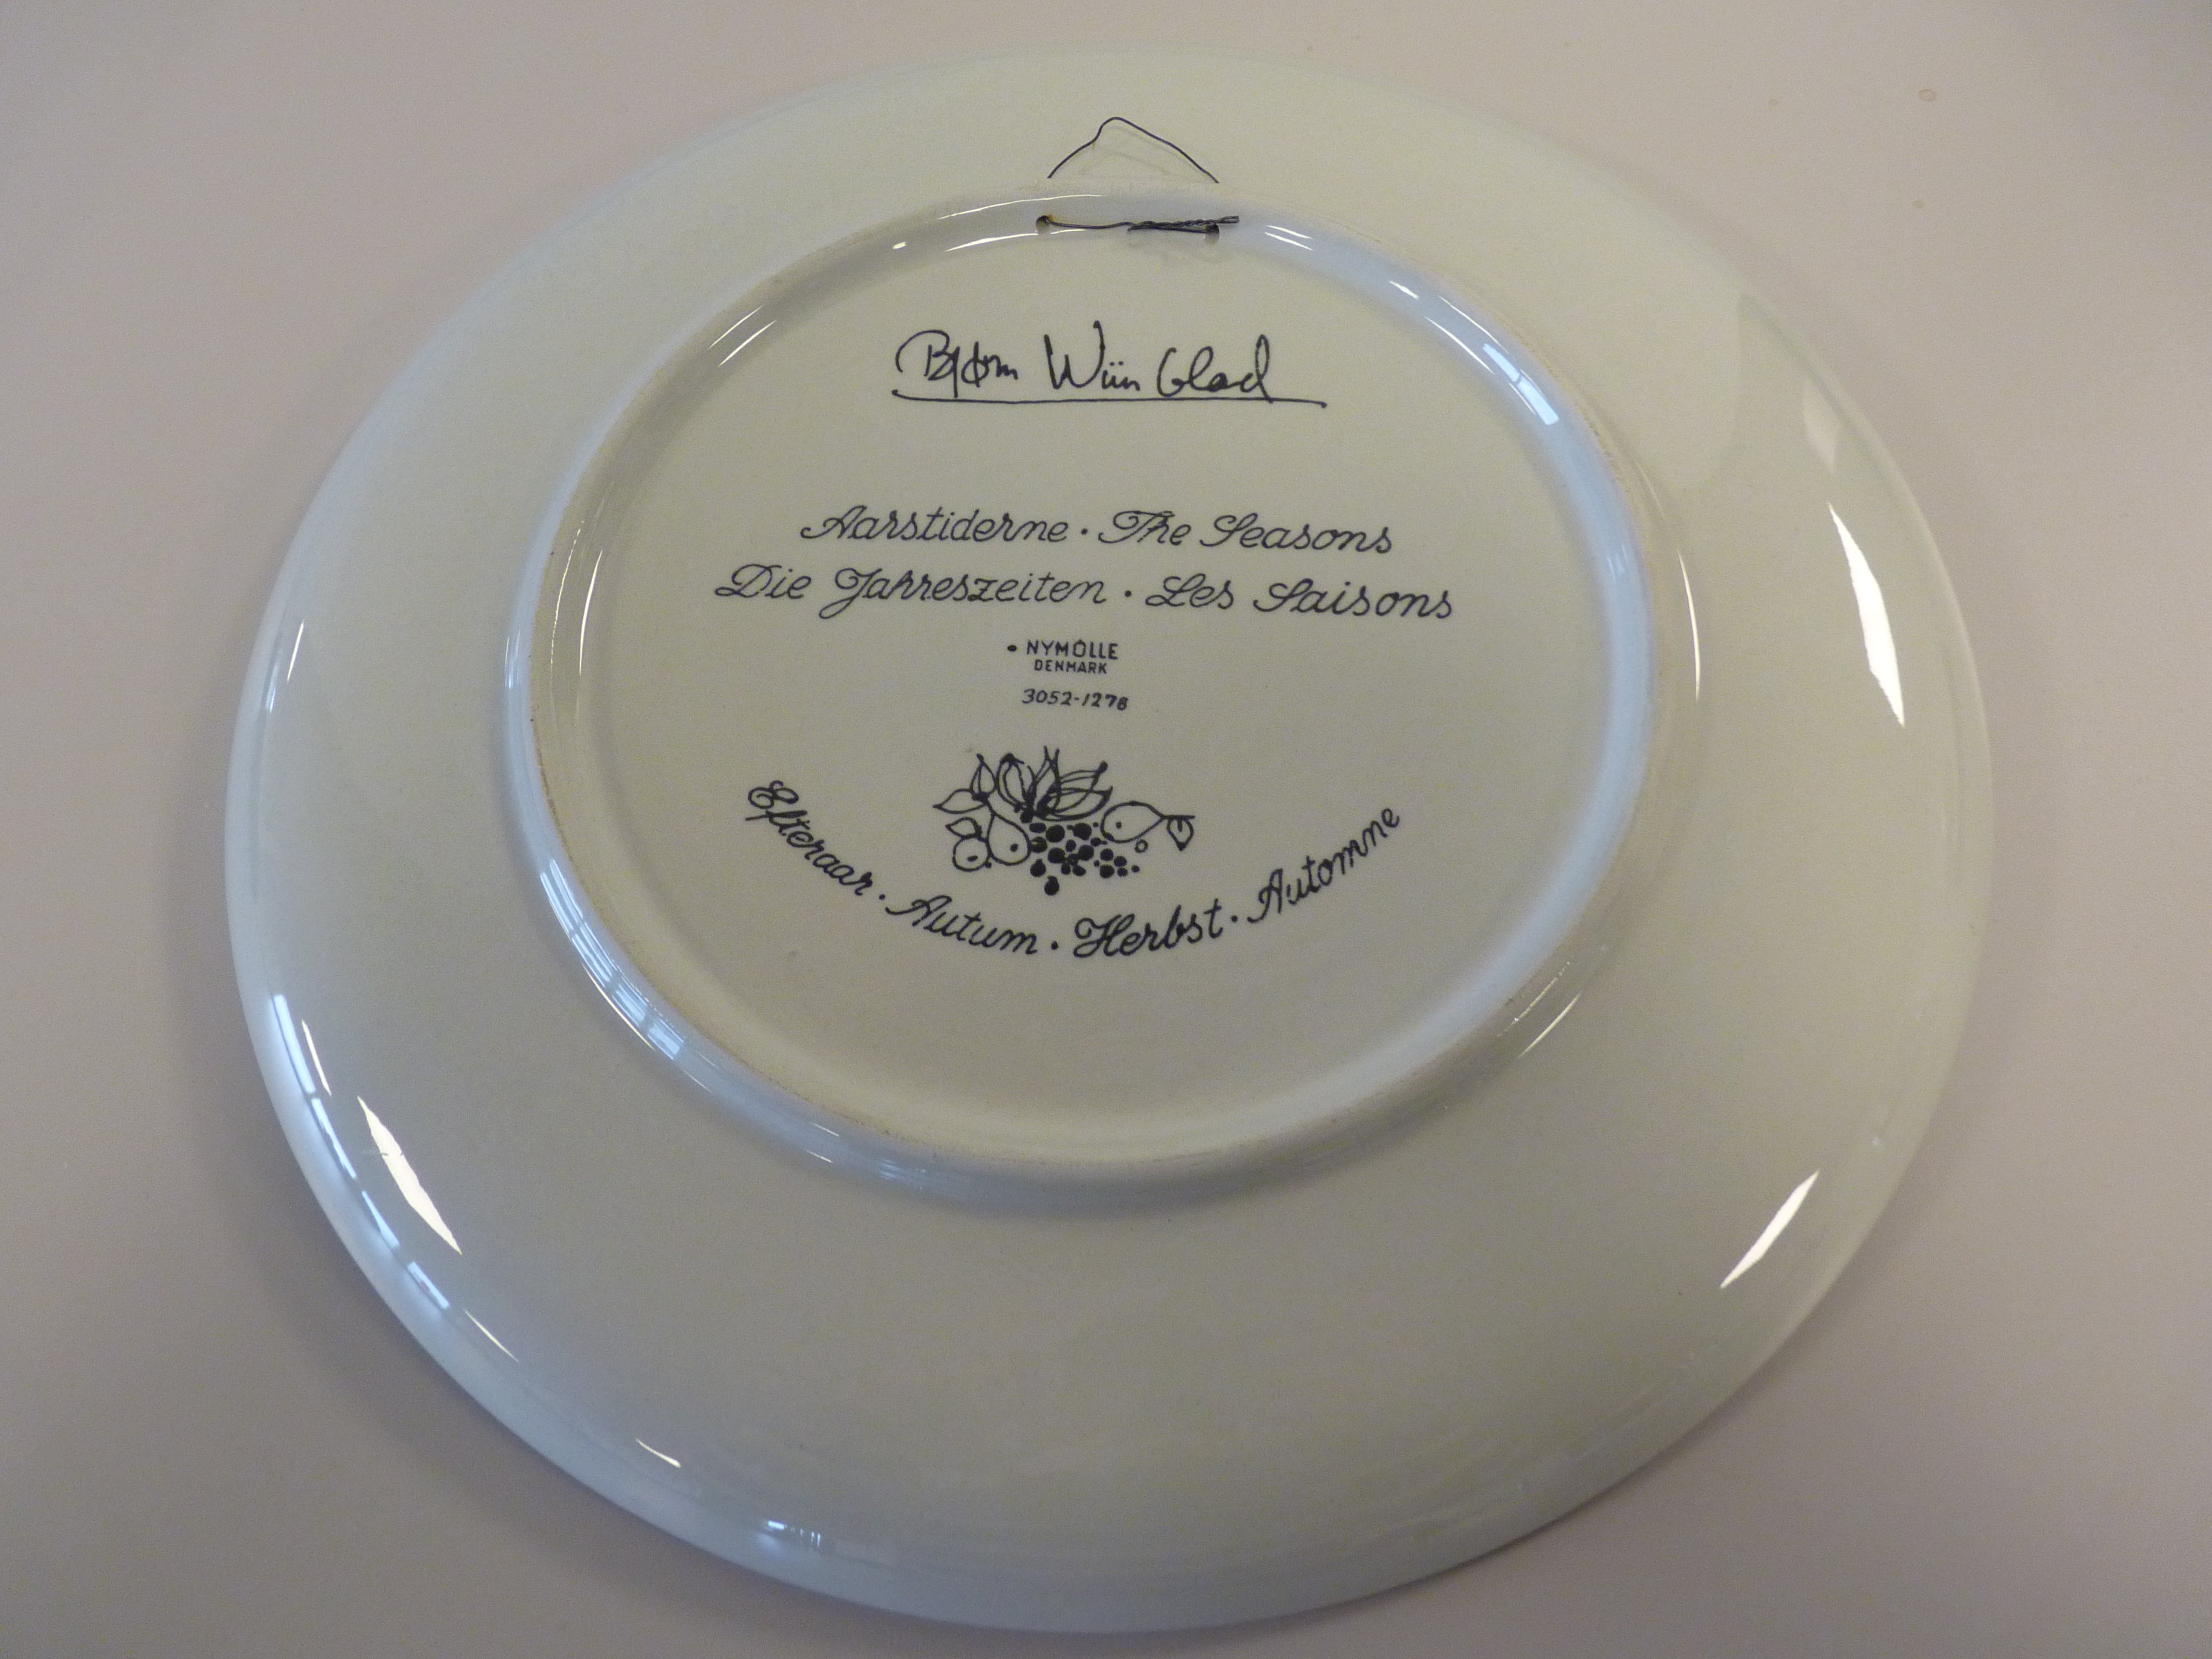 Bjørn Wiinblad
Aarstiderne · The Seasons
Die Jahreszeiten · Les Saisons
• NYMÖLLE
DENMARK
3052-1278
Efteraar · Autum · Herbst · Automne